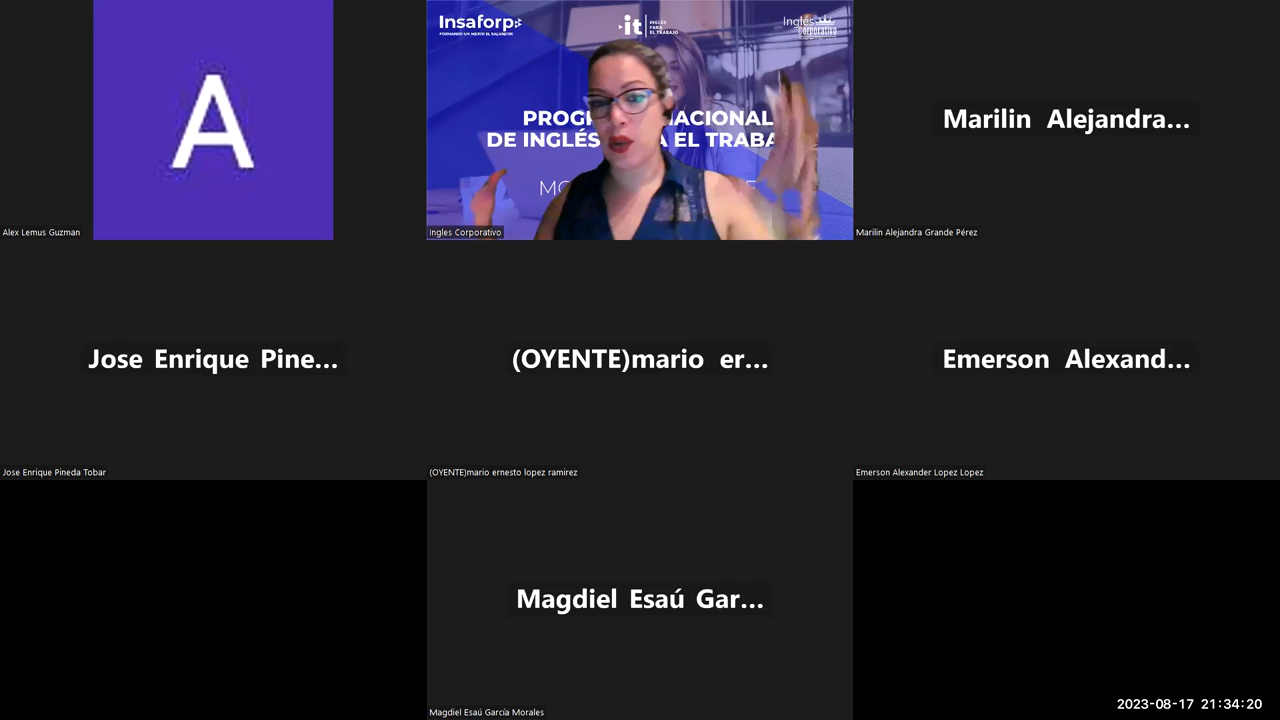 A
Alex Lemus Guzman
Insaforp
FORMANDO UN MEJOR EL SALVADOR
it
INGLÉS
PARA
EL TRABAJO
Inglés
Corporativo
PROG
NACIONAL
DE INGLÉS
A EL TRABA
MO
E
Ingles Corporativo
Marilin Alejandra...
Marilin Alejandra Grande Pérez
Jose Enrique Pine...
Jose Enrique Pineda Tobar
(OYENTE)mario er...
(OYENTE)mario ernesto lopez ramirez
Emerson Alexand...
Emerson Alexander Lopez Lopez
Magdiel Esaú Gar...
Magdiel Esaú García Morales
2023-08-17 21:34:20